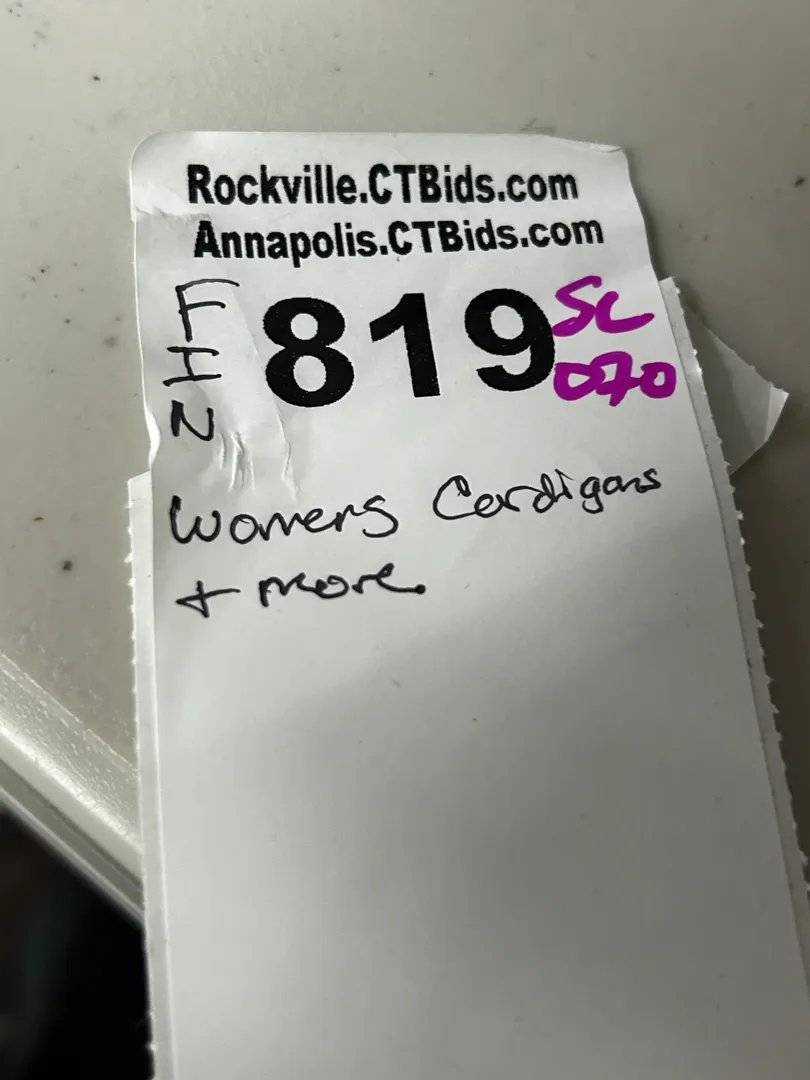 Rockville.CTBids.com
Annapolis.CTBids.com
FIN
819
SC
070
Womens Cardigans
+ more